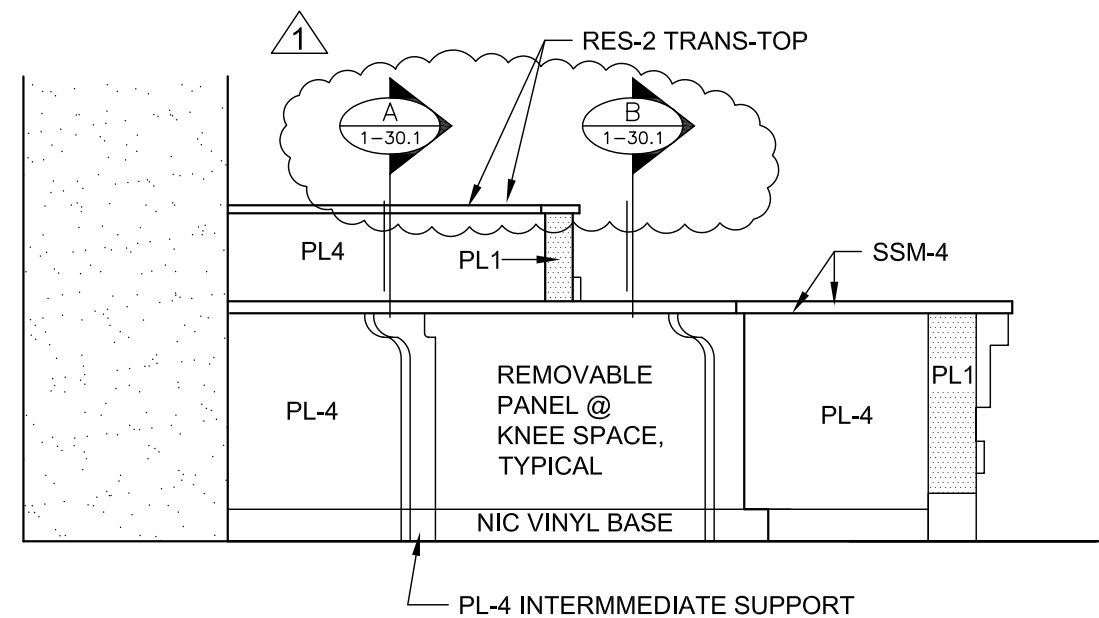 1
RES-2 TRANS-TOP
A
1-30.1
B
1-30.1
PL4
PL1
SSM-4
PL-4
REMOVABLE
PANEL @
KNEE SPACE,
TYPICAL
PL-4
PL1
NIC VINYL BASE
PL-4 INTERMMEDIATE SUPPORT